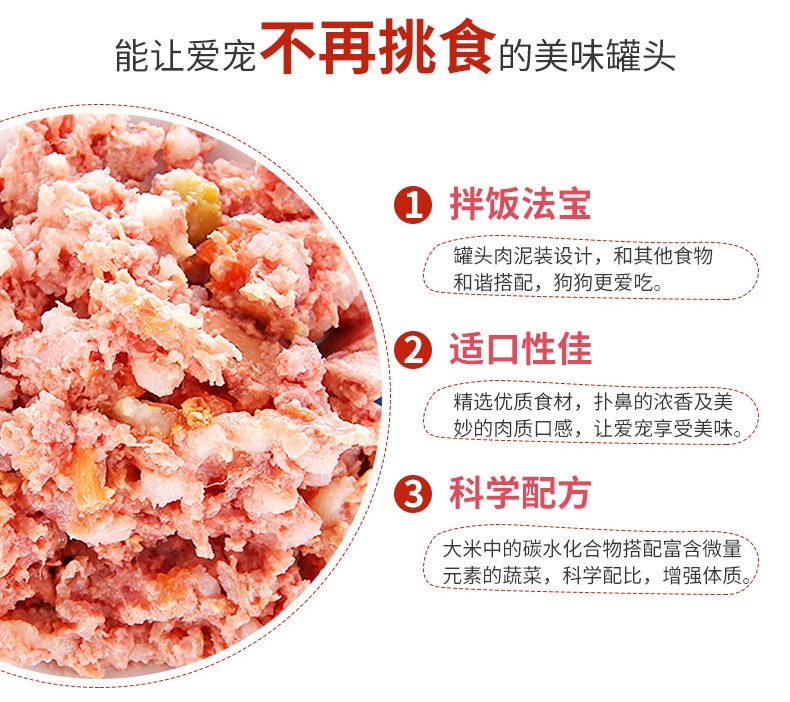 能让爱宠不再挑食的美味罐头
1 拌饭法宝
罐头肉泥装设计，和其他食物
和谐搭配，狗狗更爱吃。
2 适口性佳
精选优质食材，扑鼻的浓香及美
妙的肉质口感，让爱宠享受美味。
3 科学配方
大米中的碳水化合物搭配富含微量
元素的蔬菜，科学配比，增强体质。